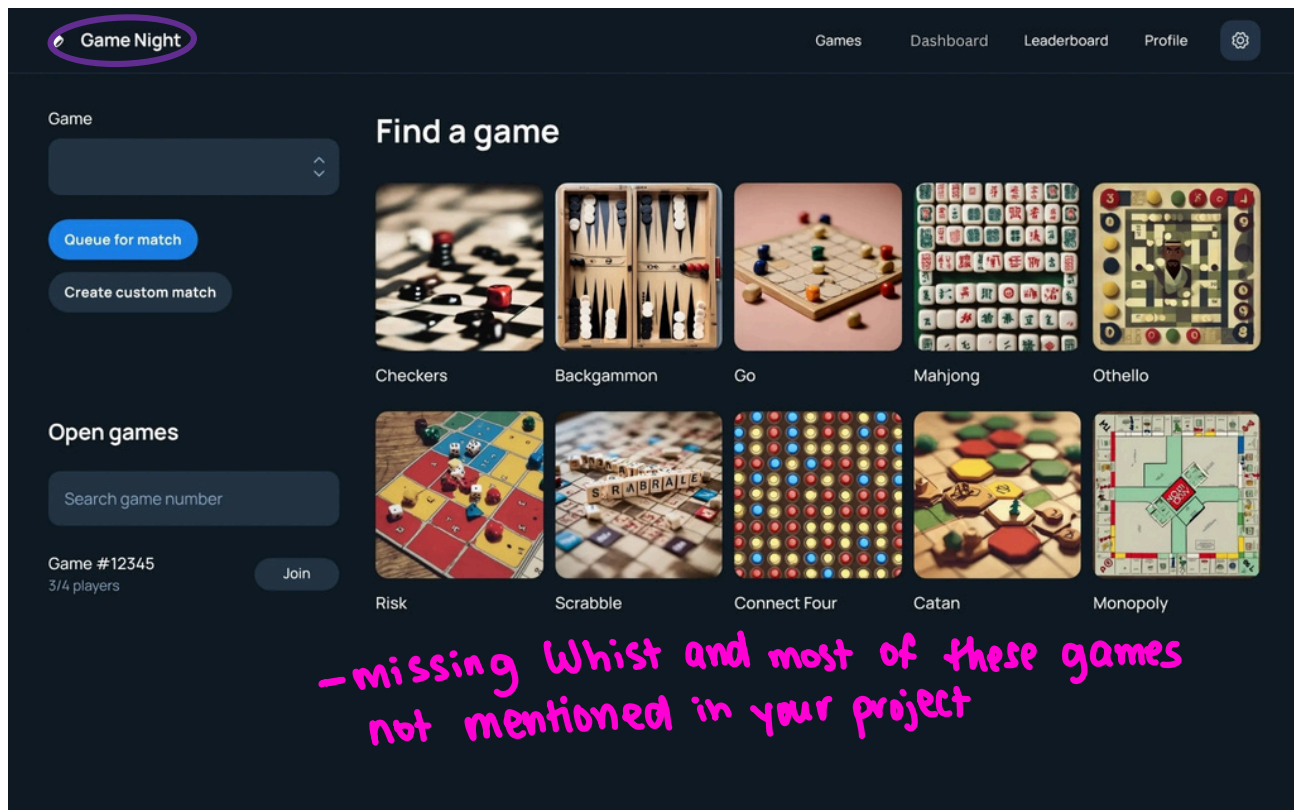 Game Night
Games Dashboard Leaderboard Profile
Game
Queue for match
Create custom match
Open games
Search game number
Game #12345
3/4 players
Join
Find a game
Checkers Backgammon Go Mahjong Othello
SRABRALE
Risk Scrabble Connect Four Catan Monopoly
-missing Whist and most of these games
not mentioned in your project